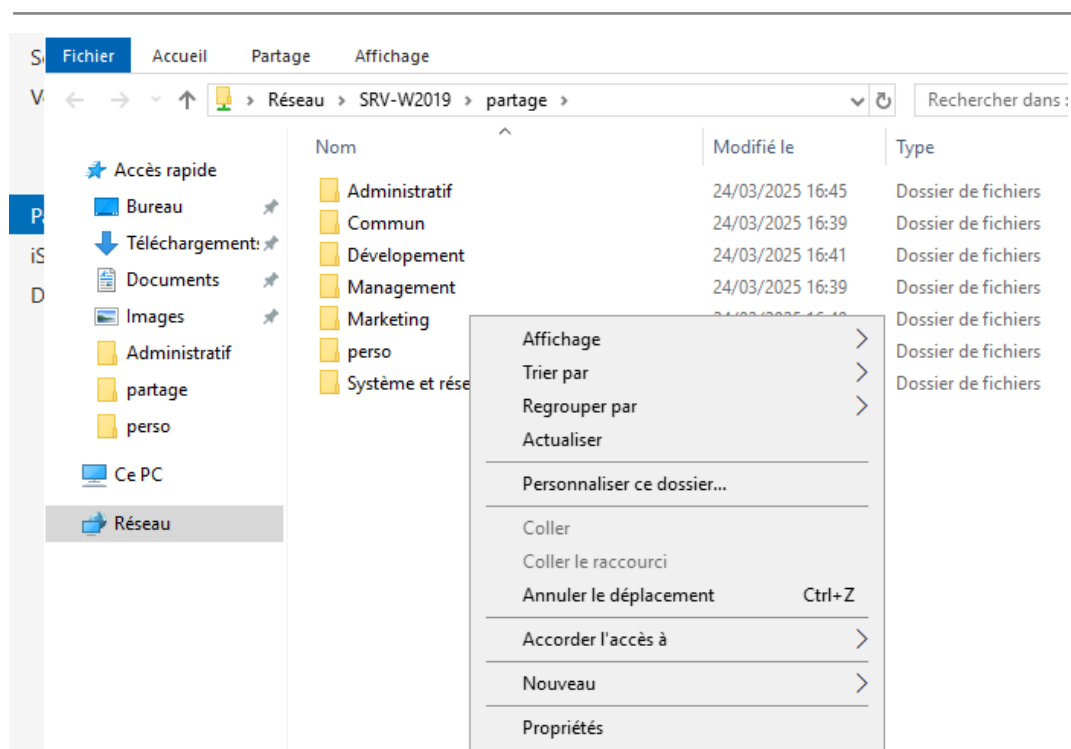 Fichier Accueil Partage Affichage
Réseau > SRV-W2019 > partage > Rechercher dans :
Nom Modifié le Type
Accès rapide
Bureau
Téléchargements
Documents
Images
Administratif
partage
perso
Ce PC
Réseau
Administratif 24/03/2025 16:45 Dossier de fichiers
Commun 24/03/2025 16:39 Dossier de fichiers
Dévelopement 24/03/2025 16:41 Dossier de fichiers
Management 24/03/2025 16:39 Dossier de fichiers
Marketing Dossier de fichiers
perso Dossier de fichiers
Système et rése Dossier de fichiers
Affichage
Trier par
Regrouper par
Actualiser
Personnaliser ce dossier...
Coller
Coller le raccourci
Annuler le déplacement Ctrl+Z
Accorder l'accès à
Nouveau
Propriétés